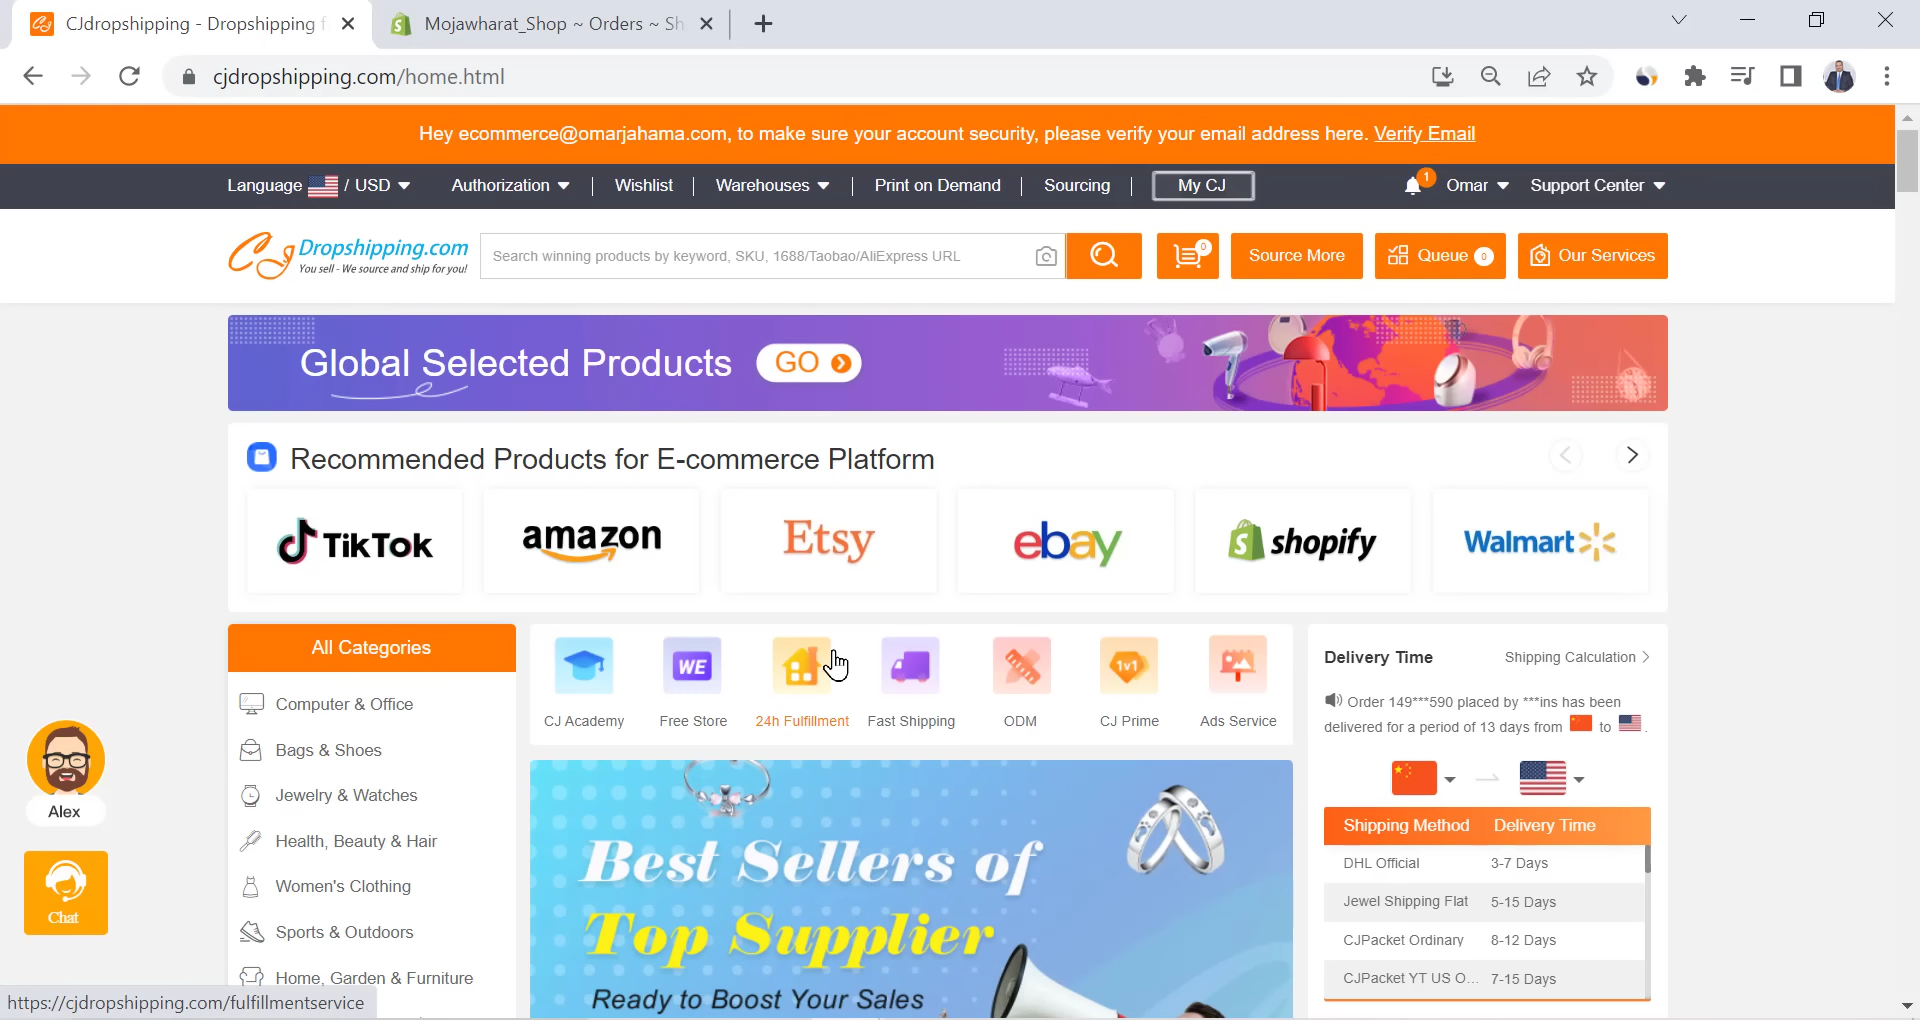 CJdropshipping - Dropshipping f
Mojawharat_Shop ~ Orders ~ Sh
cjdropshipping.com/home.html
Hey ecommerce@omarjahama.com, to make sure your account security, please verify your email address here. Verify Email
Language / USD Authorization Wishlist Warehouses Print on Demand Sourcing My CJ 1 Omar Support Center
CJ Dropshipping.com
You sell - We source and ship for you!
Search winning products by keyword, SKU, 1688/Taobao/AliExpress URL
0
Source More
Queue 0
Our Services
Global Selected Products GO
Recommended Products for E-commerce Platform
TikTok amazon Etsy ebay shopify Walmart
All Categories
Computer & Office
Bags & Shoes
Jewelry & Watches
Health, Beauty & Hair
Women's Clothing
Sports & Outdoors
Home, Garden & Furniture
WE
1v1
CJ Academy Free Store 24h Fulfillment Fast Shipping ODM CJ Prime Ads Service
Best Sellers of
Top Supplier
Ready to Boost Your Sales
Delivery Time Shipping Calculation >
Order 149***590 placed by ***ins has been
delivered for a period of 13 days from to .
Shipping Method Delivery Time
DHL Official 3-7 Days
Jewel Shipping Flat 5-15 Days
CJPacket Ordinary 8-12 Days
CJPacket YT US O... 7-15 Days
Alex
Chat
https://cjdropshipping.com/fulfillmentservice